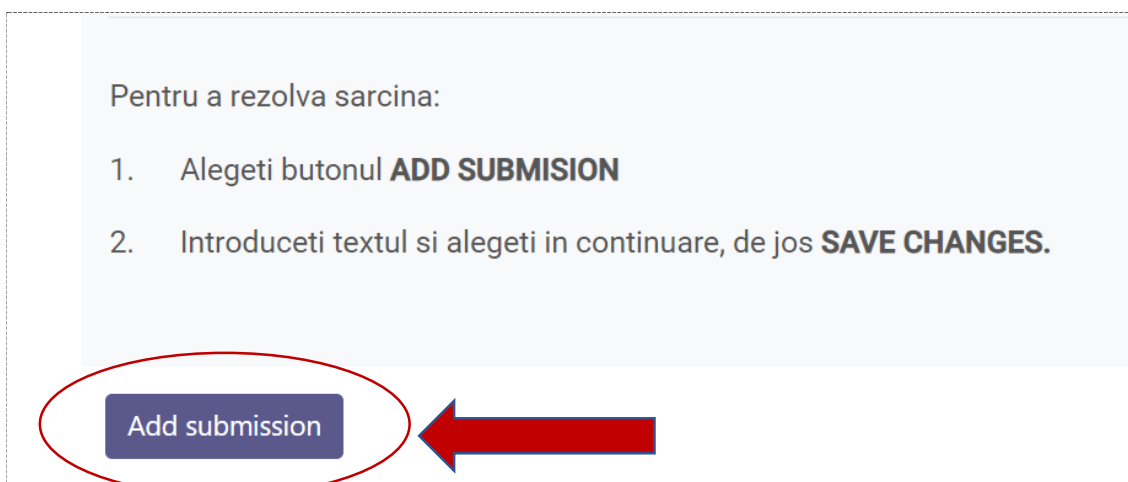 Pentru a rezolva sarcina:
1. Alegeti butonul ADD SUBMISION
2. Introduceti textul si alegeti in continuare, de jos SAVE CHANGES.
Add submission